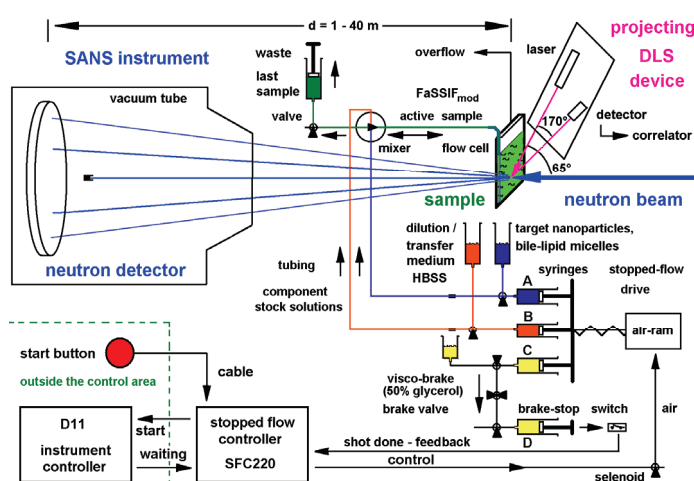 d = 1 - 40 m
SANS instrument
waste
last
sample
overflow
projecting
DLS
device
laser
vacuum tube
valve
FaSSIFmod
active sample
mixer
flow cell
170°
detector
correlator
65°
sample
neutron beam
neutron detector
dilution /
transfer
medium
HBSS
target nanoparticles,
bile-lipid micelles
tubing
component
stock solutions
syringes
stopped-flow
drive
A
B
C
air-ram
start button
outside the control area
cable
visco-brake
(50% glycerol)
brake valve
brake-stop
switch
D
air
D11
instrument
controller
start
waiting
stopped flow
controller
SFC220
shot done - feedback
control
selenoid